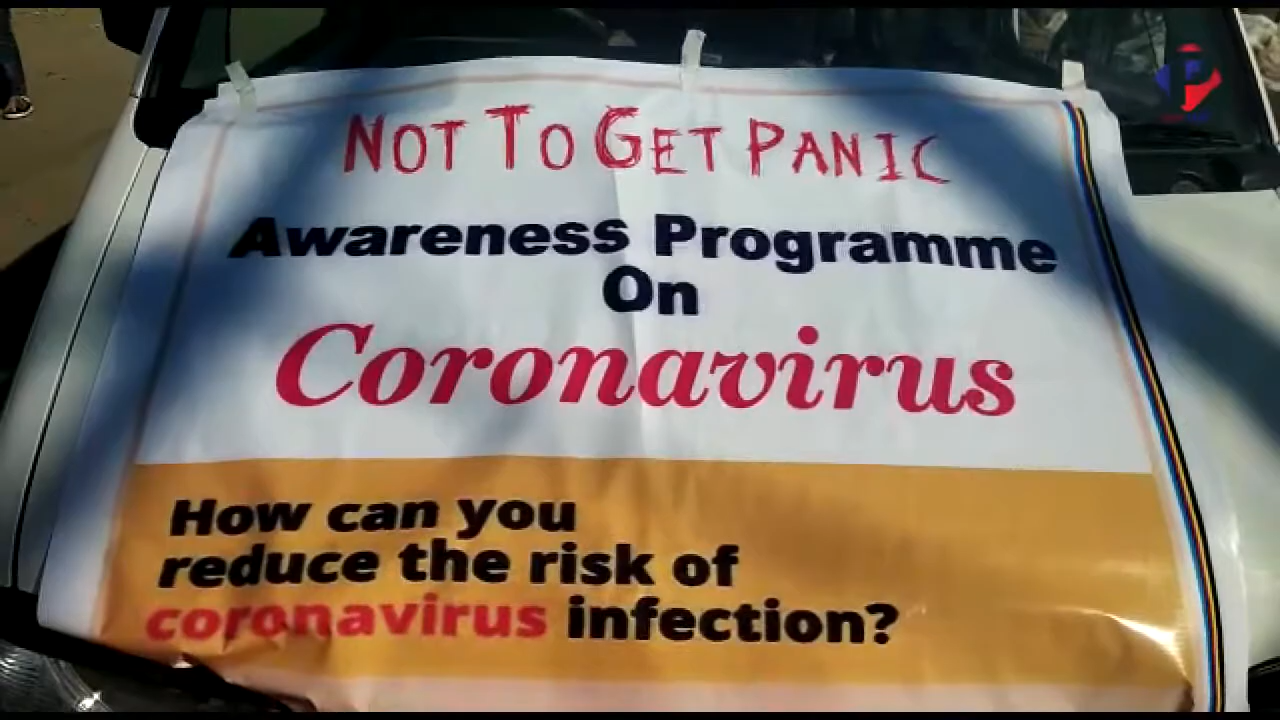 NOT TO GET PANIC
Awareness Programme
On
Coronavirus
How can you
reduce the risk of
coronavirus infection?